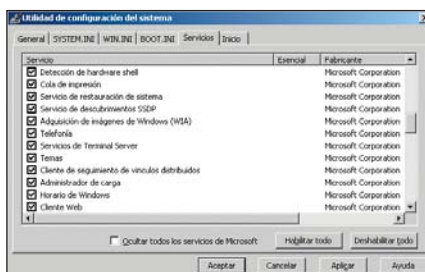 Utilidad de configuración del sistema
General SYSTEM.INI WIN.INI BOOT.INI Servicios Inicio
Servicio Esencial Fabricante
Detección de hardware shell Microsoft Corporation
Cola de impresión Microsoft Corporation
Servicio de restauración de sistema Microsoft Corporation
Servicio de descubrimientos SSDP Microsoft Corporation
Adquisición de imágenes de Windows (WIA) Microsoft Corporation
Telefonía Microsoft Corporation
Servicios de Terminal Server Microsoft Corporation
Temas Microsoft Corporation
Cliente de seguimiento de vínculos distribuidos Microsoft Corporation
Administrador de carga Microsoft Corporation
Horario de Windows Microsoft Corporation
Cliente Web Microsoft Corporation
Ocultar todos los servicios de Microsoft Habilitar todo Deshabilitar todo
Aceptar Cancelar Aplicar Ayuda